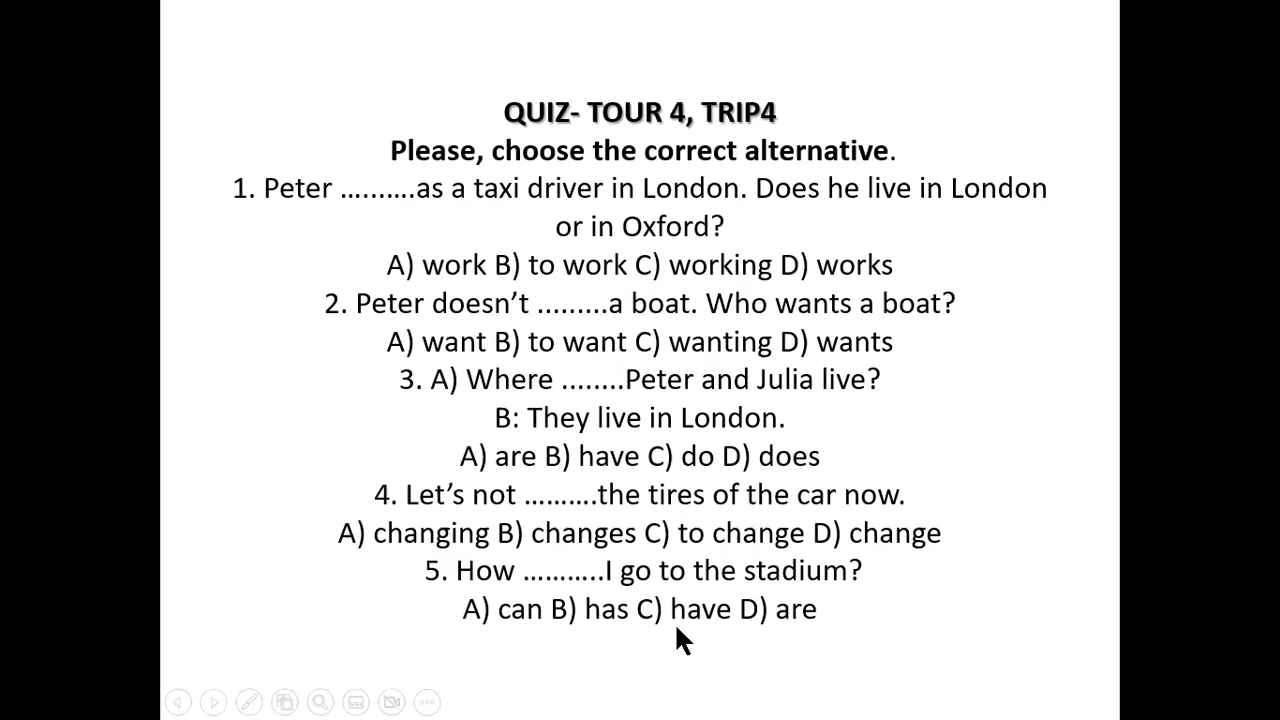 QUIZ- TOUR 4, TRIP4
Please, choose the correct alternative.
1. Peter ….…….as a taxi driver in London. Does he live in London
or in Oxford?
A) work B) to work C) working D) works
2. Peter doesn’t .........a boat. Who wants a boat?
A) want B) to want C) wanting D) wants
3. A) Where ........Peter and Julia live?
B: They live in London.
A) are B) have C) do D) does
4. Let’s not ……….the tires of the car now.
A) changing B) changes C) to change D) change
5. How ………..I go to the stadium?
A) can B) has C) have D) are